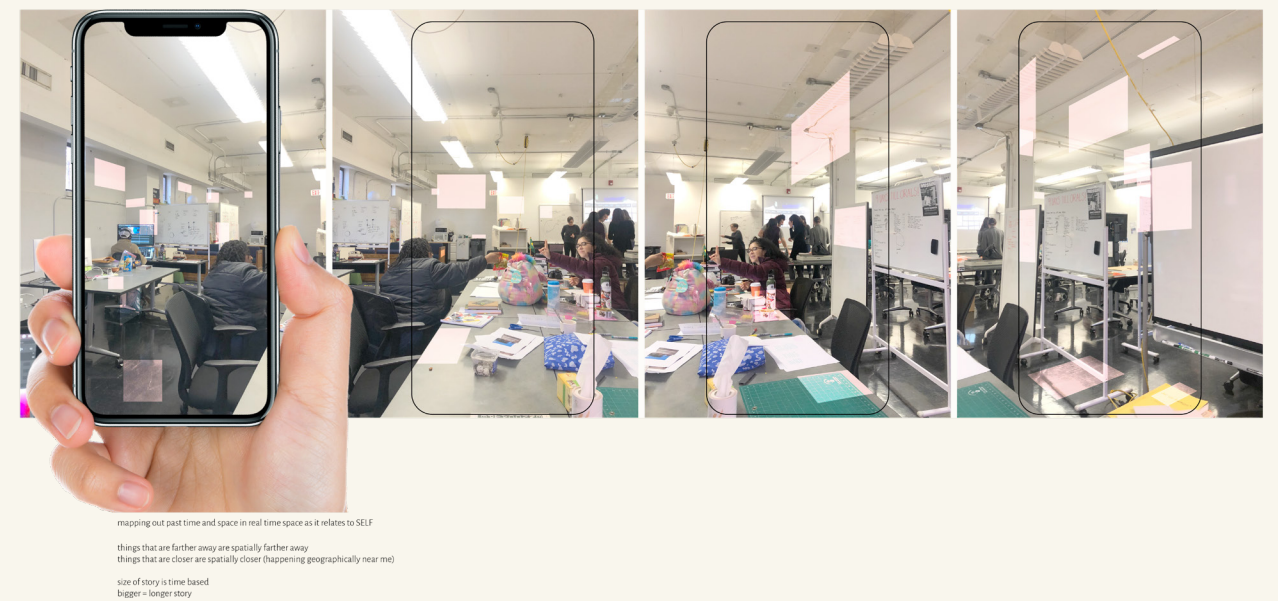 mapping out past time and space in real time space as it relates to SELF
things that are farther away are spatially farther away
things that are closer are spatially closer (happening geographically near me)
size of story is time based
bigger = longer story